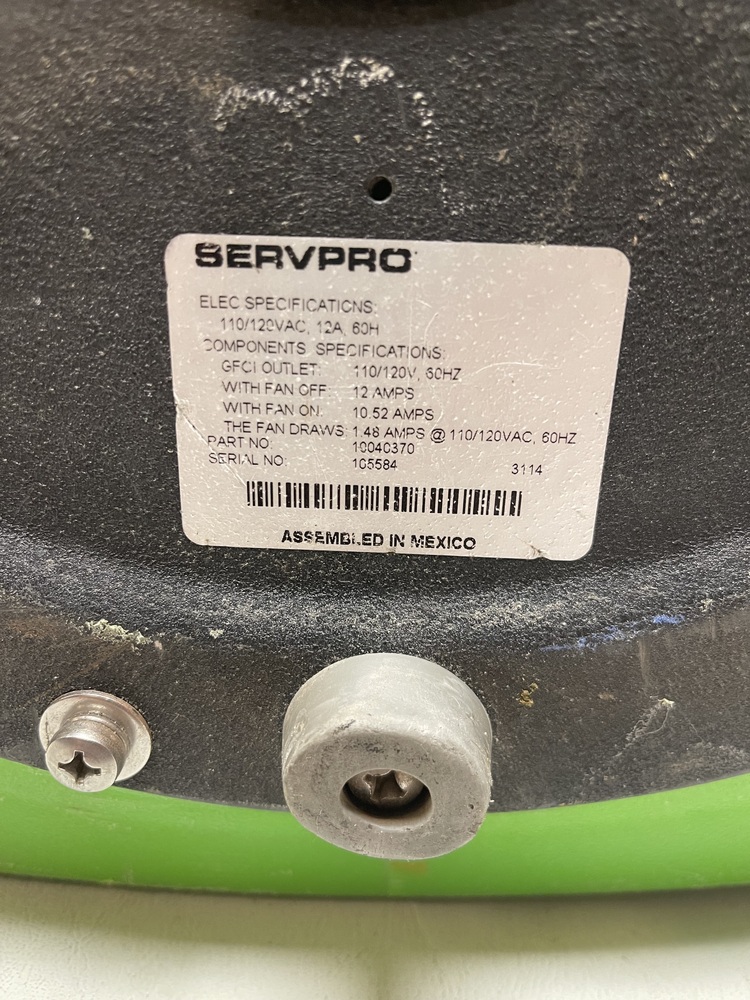 SERVPRO
ELEC SPECIFICATIONS:
110/120VAC, 12A, 60H
COMPONENTS SPECIFICATIONS:
GFCI OUTLET: 110/120V, 60HZ
WITH FAN OFF: 12 AMPS
WITH FAN ON: 10.52 AMPS
THE FAN DRAWS: 1.48 AMPS @ 110/120VAC, 60HZ
PART NO: 10040370
SERIAL NO: 105584 3114
ASSEMBLED IN MEXICO